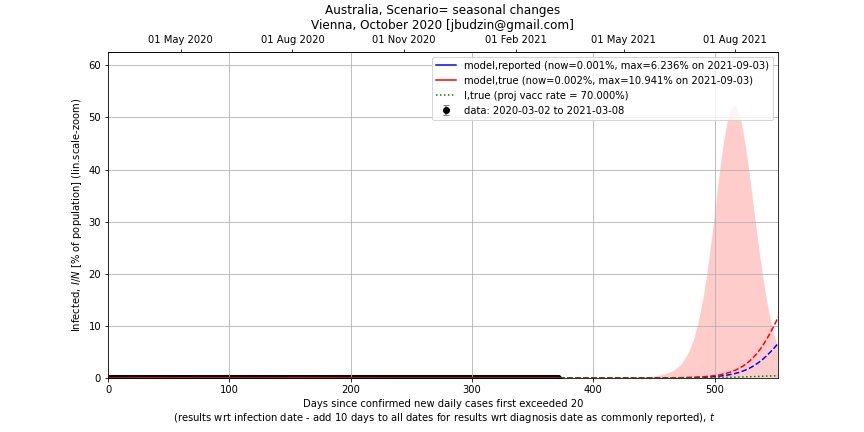 Australia, Scenario= seasonal changes
Vienna, October 2020 [jbudzin@gmail.com]
01 May 2020 01 Aug 2020 01 Nov 2020 01 Feb 2021 01 May 2021 01 Aug 2021
model,reported (now=0.001%, max=6.236% on 2021-09-03)
model,true (now=0.002%, max=10.941% on 2021-09-03)
I,true (proj vacc rate = 70.000%)
data: 2020-03-02 to 2021-03-08
Infected, I/N [% of population] (lin.scale-zoom)
60
50
40
30
20
10
0
0 100 200 300 400 500
Days since confirmed new daily cases first exceeded 20
(results wrt infection date - add 10 days to all dates for results wrt diagnosis date as commonly reported), t